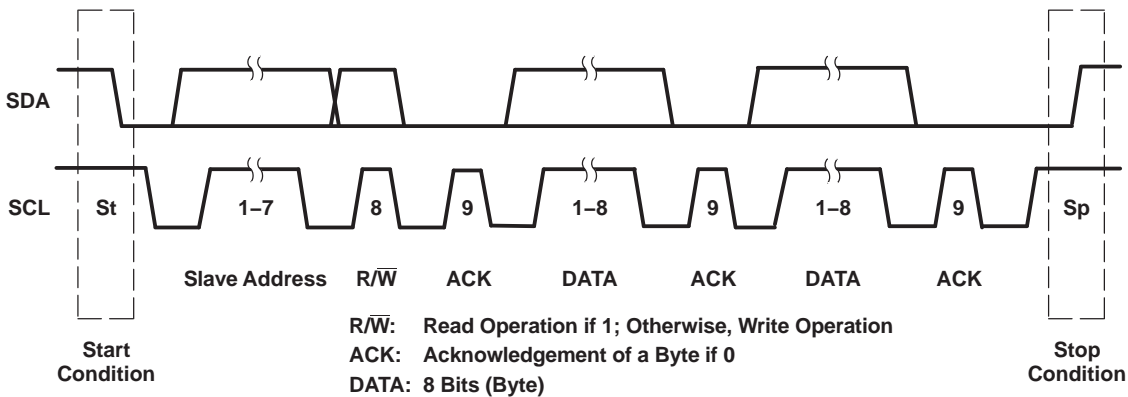 SDA
SCL St 1–7 8 9 1–8 9 1–8 9 Sp
Slave Address R/W̅ ACK DATA ACK DATA ACK
R/W̅: Read Operation if 1; Otherwise, Write Operation
ACK: Acknowledgement of a Byte if 0
DATA: 8 Bits (Byte)
Start
Condition
Stop
Condition